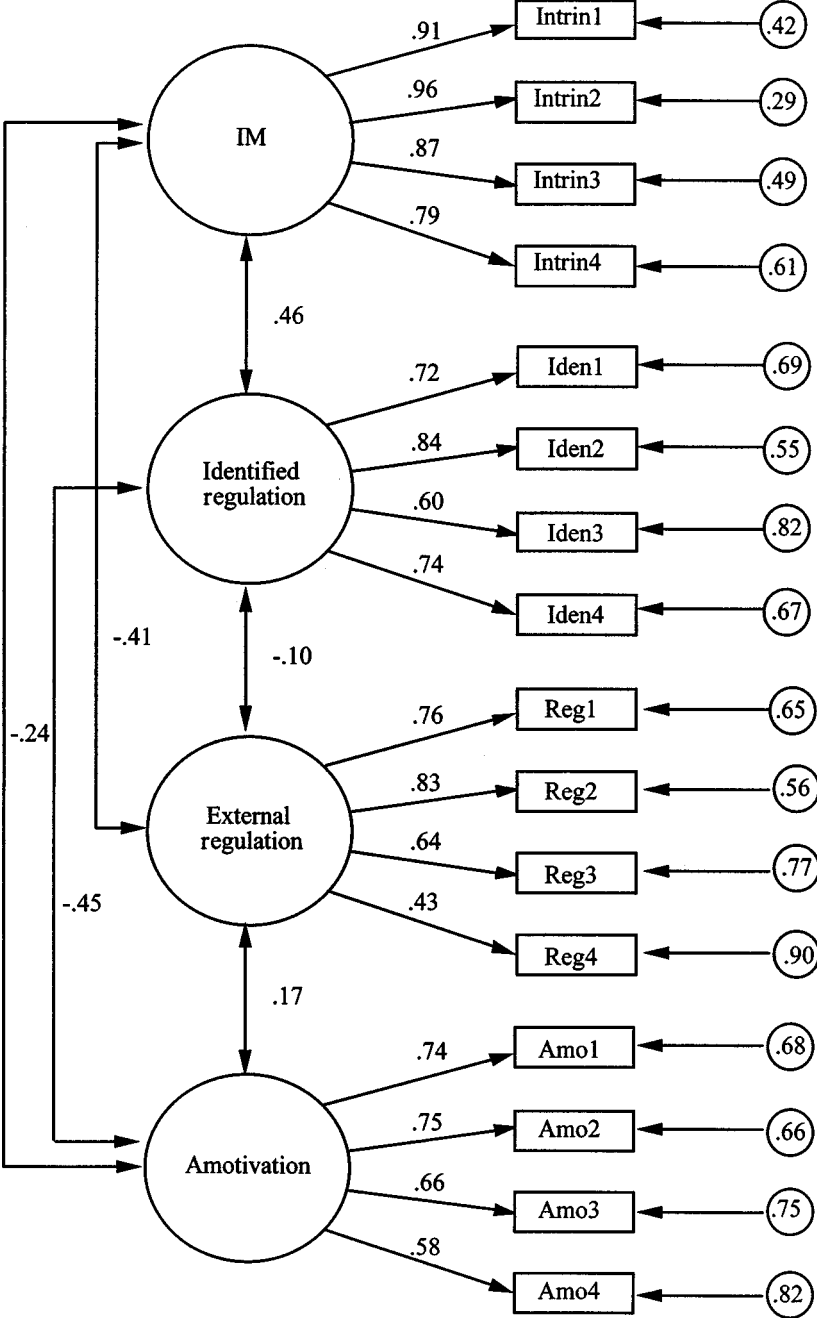 .91
Intrin1
.42
.96
Intrin2
.29
IM
.87
Intrin3
.49
.79
Intrin4
.61
.46
.72
Iden1
.69
.84
Iden2
.55
Identified
regulation
.60
Iden3
.82
.74
Iden4
.67
-.41
-.10
-.24
.76
Reg1
.65
.83
Reg2
.56
External
regulation
.64
Reg3
.77
-.45
.43
Reg4
.90
.17
.74
Amo1
.68
.75
Amo2
.66
Amotivation
.66
Amo3
.75
.58
Amo4
.82